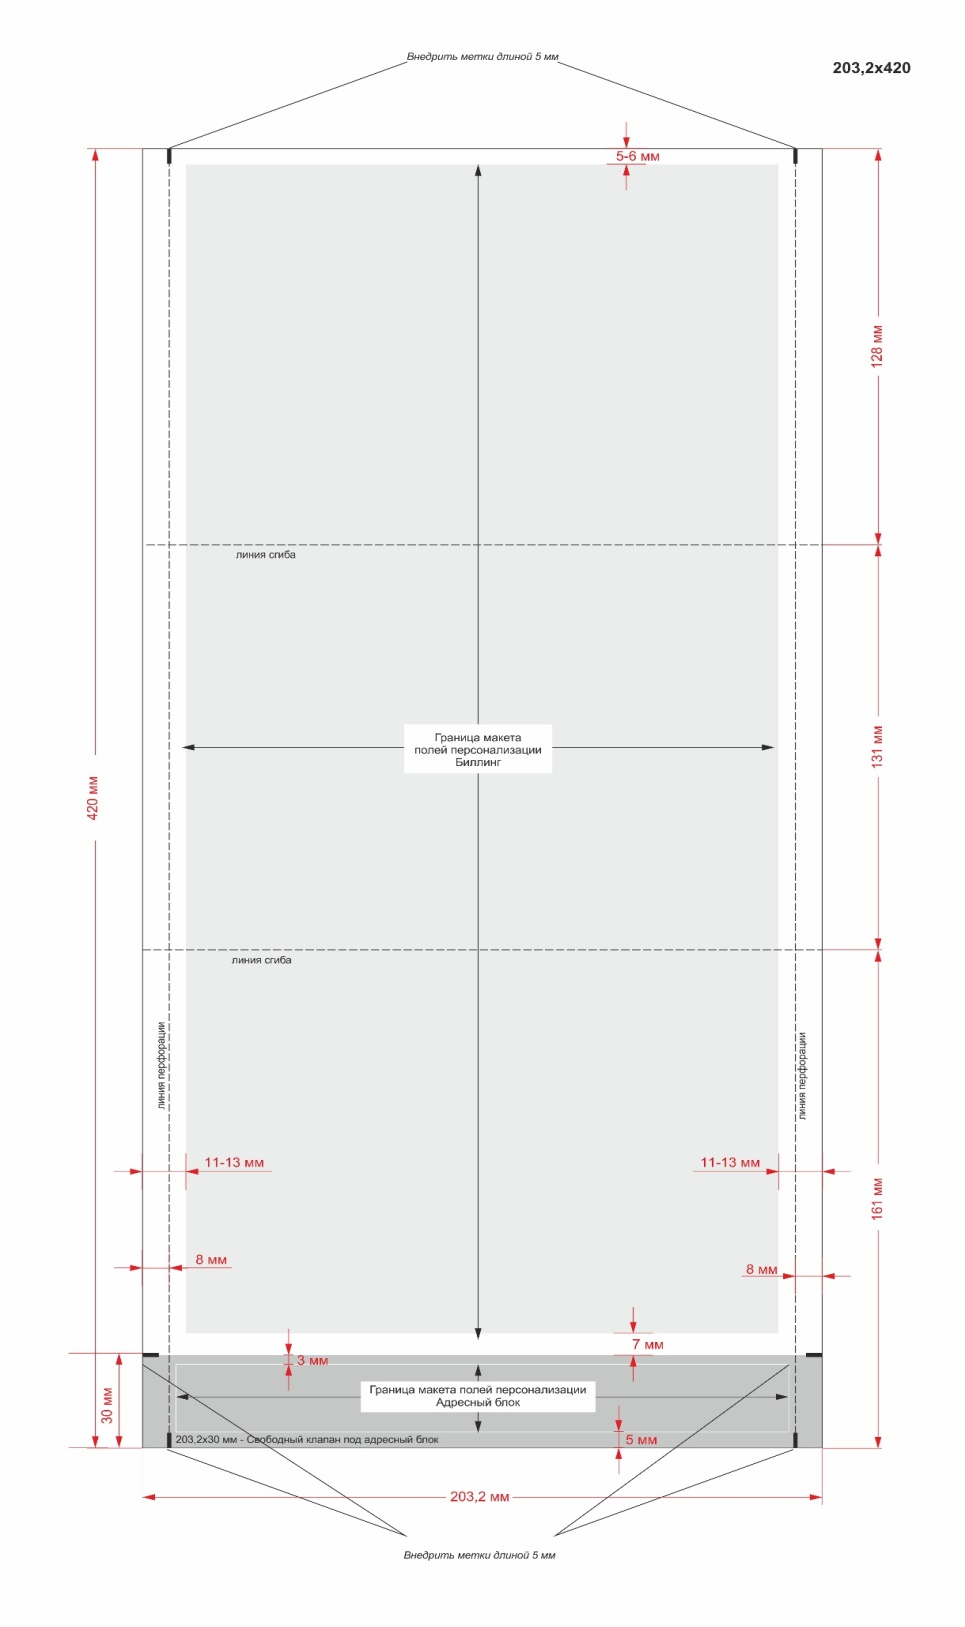 Внедрить метки длиной 5 мм
203,2х420
5-6 мм
128 мм
линия сгиба
Граница макета
полей персонализации
Биллинг
131 мм
420 мм
линия сгиба
линия перфорации
линия перфорации
11-13 мм
11-13 мм
161 мм
8 мм
8 мм
7 мм
3 мм
30 мм
Граница макета полей персонализации
Адресный блок
203,2х30 мм - Свободный клапан под адресный блок
5 мм
203,2 мм
Внедрить метки длиной 5 мм